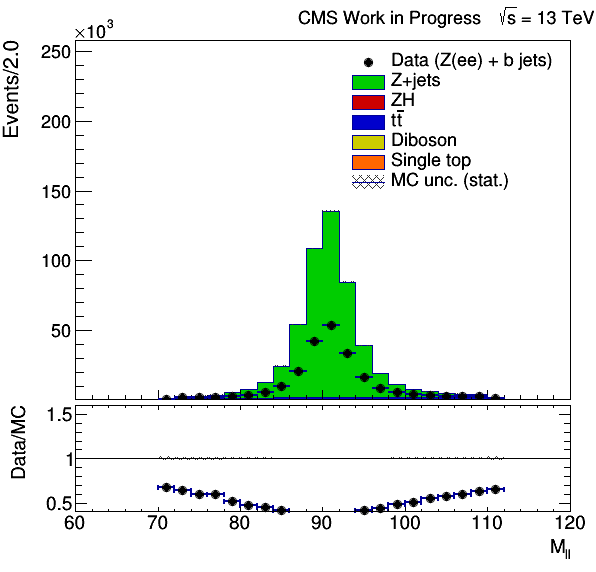 CMS Work in Progress √s = 13 TeV
×10³
Events/2.0
250
200
150
100
50
Data (Z(ee) + b jets)
Z+jets
ZH
tt̅
Diboson
Single top
MC unc. (stat.)
Data/MC
1.5
1
0.5
60 70 80 90 100 110 120
M_ll